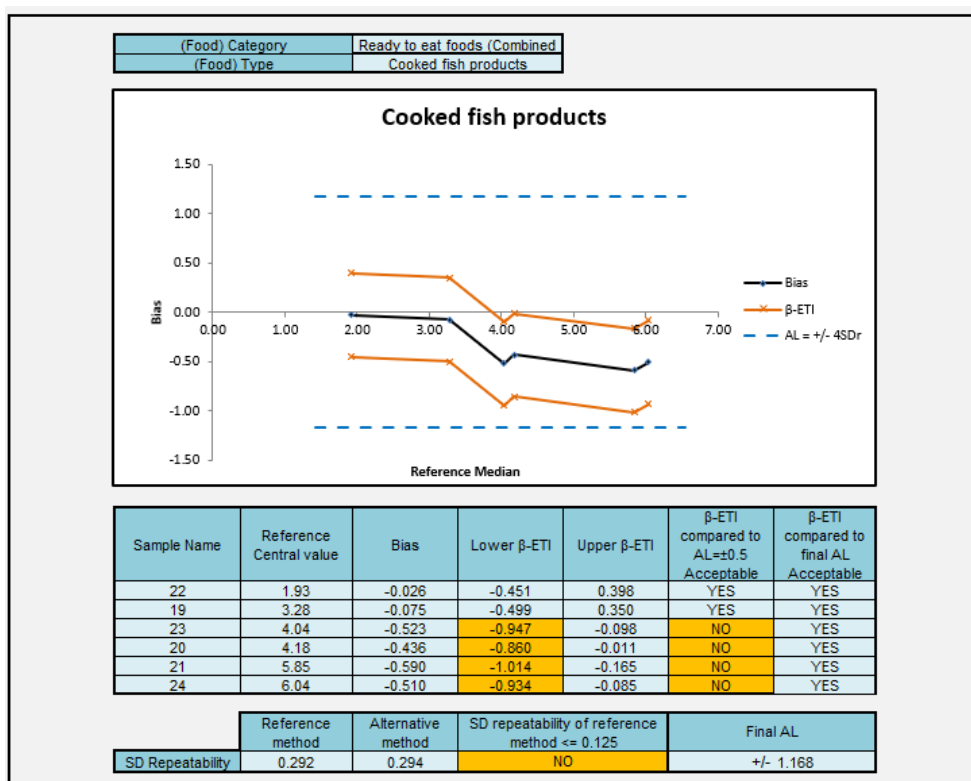 (Food) Category Ready to eat foods (Combined
(Food) Type Cooked fish products
Cooked fish products
1.50
1.00
0.50
0.00
-0.50
-1.00
-1.50
0.00 1.00 2.00 3.00 4.00 5.00 6.00 7.00
Bias
Reference Median
Bias
β-ETI
AL = +/- 4SDr
Sample Name Reference Central value Bias Lower β-ETI Upper β-ETI β-ETI compared to AL=±0.5 Acceptable β-ETI compared to final AL Acceptable
22 1.93 -0.026 -0.451 0.398 YES YES
19 3.28 -0.075 -0.499 0.350 YES YES
23 4.04 -0.523 -0.947 -0.098 NO YES
20 4.18 -0.436 -0.860 -0.011 NO YES
21 5.85 -0.590 -1.014 -0.165 NO YES
24 6.04 -0.510 -0.934 -0.085 NO YES
Reference method Alternative method SD repeatability of reference method <= 0.125 Final AL
SD Repeatability 0.292 0.294 NO +/- 1.168